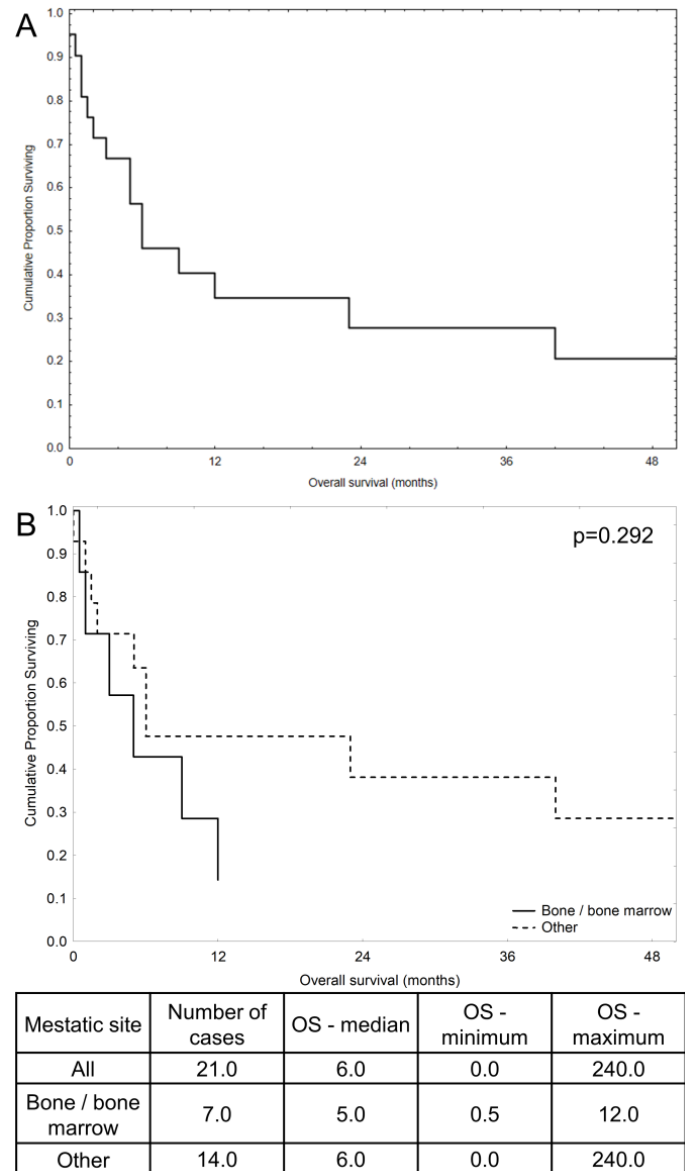 A
Cumulative Proportion Surviving
1.0
0.9
0.8
0.7
0.6
0.5
0.4
0.3
0.2
0.1
0.0
0 12 24 36 48
Overall survival (months)
B
p=0.292
Cumulative Proportion Surviving
1.0
0.9
0.8
0.7
0.6
0.5
0.4
0.3
0.2
0.1
0.0
Bone / bone marrow
Other
0 12 24 36 48
Overall survival (months)
Mestatic site Number of cases OS - median OS - minimum OS - maximum
All 21.0 6.0 0.0 240.0
Bone / bone marrow 7.0 5.0 0.5 12.0
Other 14.0 6.0 0.0 240.0